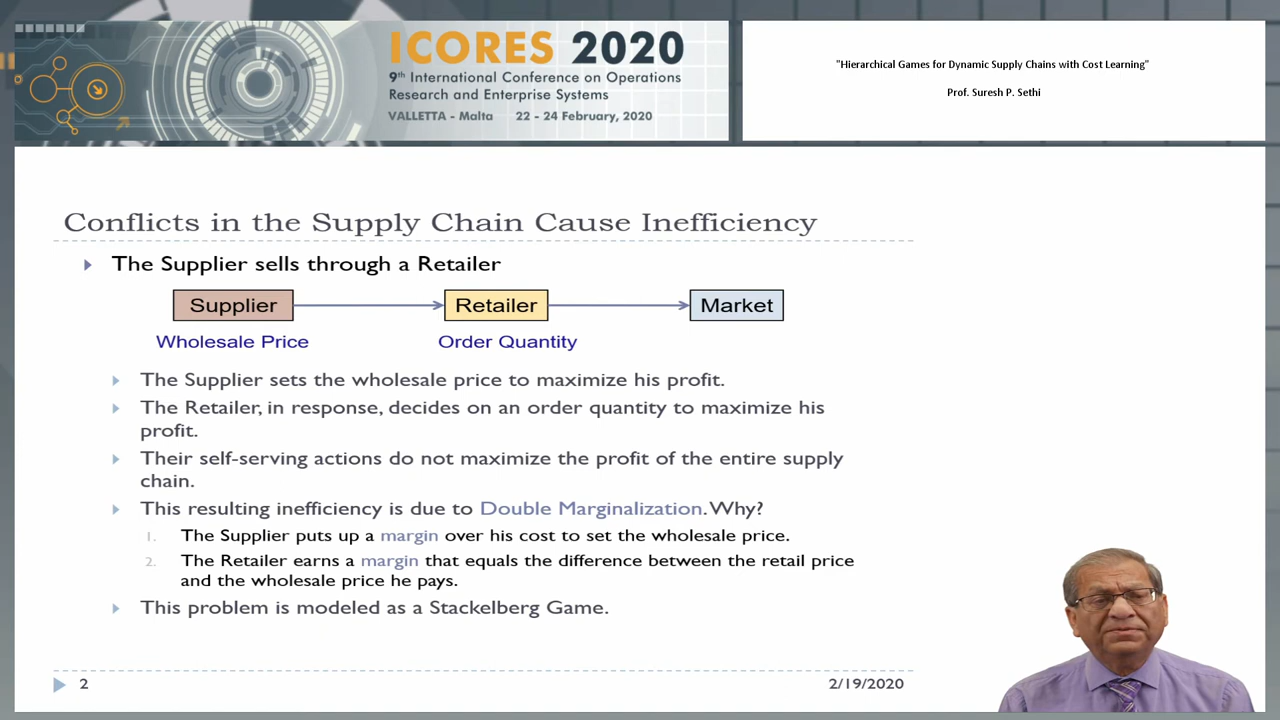 ICORES 2020
9th International Conference on Operations
Research and Enterprise Systems
VALLETTA - Malta 22 - 24 February, 2020
"Hierarchical Games for Dynamic Supply Chains with Cost Learning"
Prof. Suresh P. Sethi
Conflicts in the Supply Chain Cause Inefficiency
The Supplier sells through a Retailer
Supplier Retailer Market
Wholesale Price Order Quantity
The Supplier sets the wholesale price to maximize his profit.
The Retailer, in response, decides on an order quantity to maximize his
profit.
Their self-serving actions do not maximize the profit of the entire supply
chain.
This resulting inefficiency is due to Double Marginalization. Why?
1. The Supplier puts up a margin over his cost to set the wholesale price.
2. The Retailer earns a margin that equals the difference between the retail price
and the wholesale price he pays.
This problem is modeled as a Stackelberg Game.
2 2/19/2020